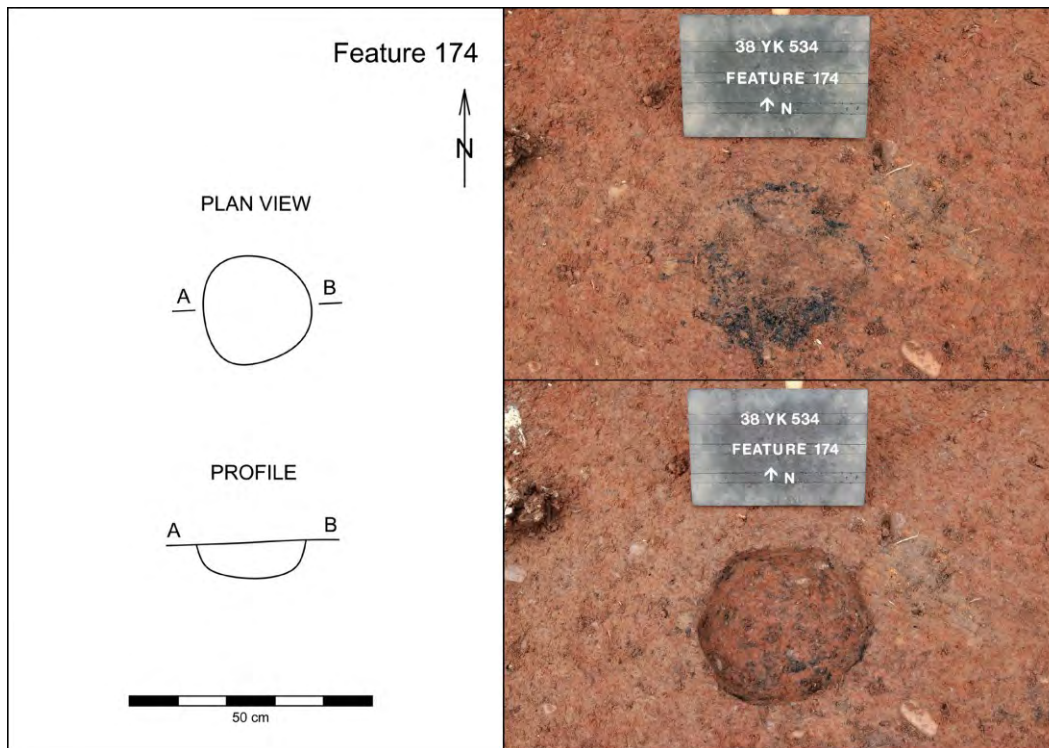 Feature 174
N
PLAN VIEW
A
B
PROFILE
A
B
50 cm
38 YK 534
FEATURE 174
↑ N
38 YK 534
FEATURE 174
↑ N